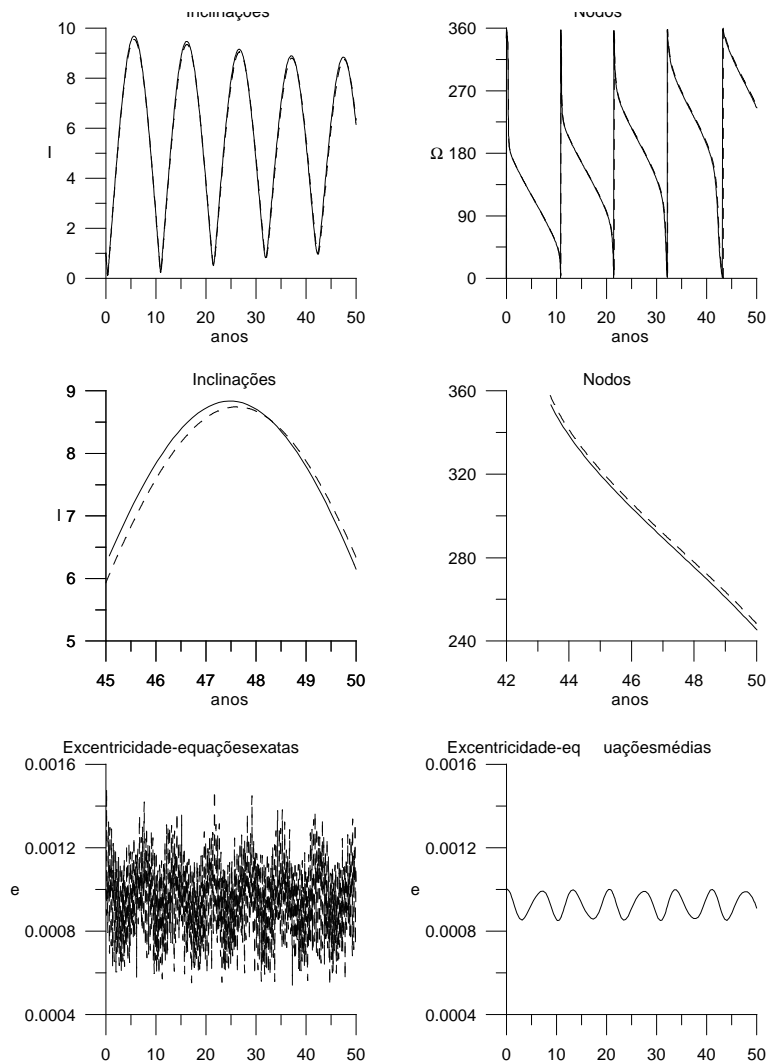 Inclinações
Nodos
10
8
6
I
4
2
0
0 10 20 30 40 50
anos
360
270
Ω 180
90
0
0 10 20 30 40 50
anos
Inclinações
9
8
I 7
6
5
45 46 47 48 49 50
anos
Nodos
360
320
280
240
42 44 46 48 50
anos
Excentricidade-equaçõesexatas
0.0016
0.0012
e
0.0008
0.0004
0 10 20 30 40 50
Excentricidade-eq uaçõesmédias
0.0016
0.0012
e
0.0008
0.0004
0 10 20 30 40 50